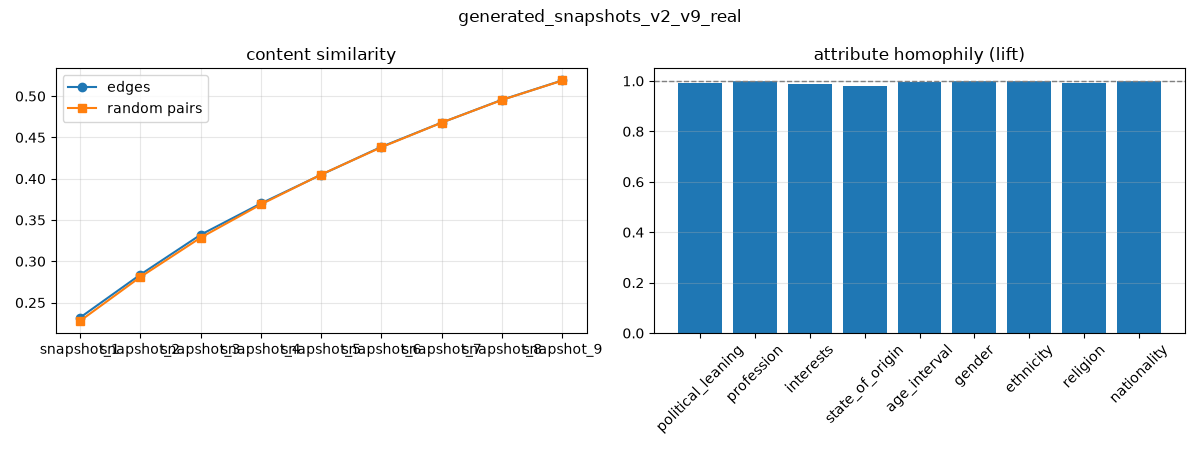 generated_snapshots_v2_v9_real
content similarity
edges
random pairs
0.50
0.45
0.40
0.35
0.30
0.25
snapshot_1
snapshot_2
snapshot_3
snapshot_4
snapshot_5
snapshot_6
snapshot_7
snapshot_8
snapshot_9
attribute homophily (lift)
1.0
0.8
0.6
0.4
0.2
0.0
political_leaning
profession
interests
state_of_origin
age_interval
gender
ethnicity
religion
nationality